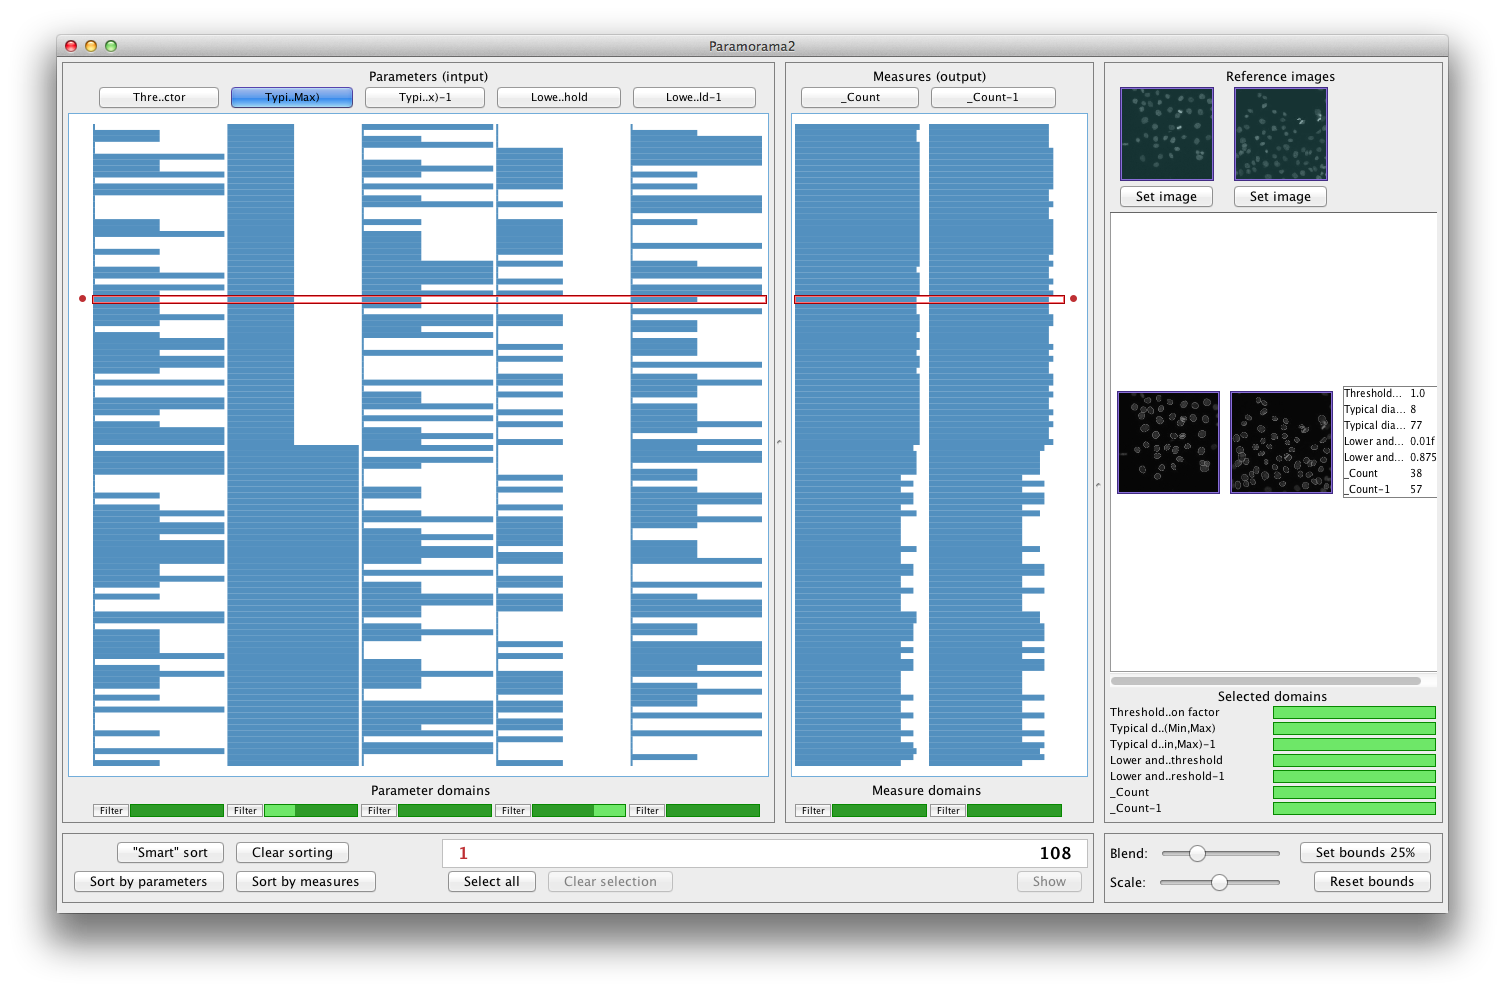 Paramorama2
Parameters (intput)
Thre..ctor
Typi..Max)
Typi..x)-1
Lowe..hold
Lowe..ld-1
Measures (output)
_Count
_Count-1
Reference images
Set image
Set image
Threshold... 1.0
Typical dia... 8
Typical dia... 77
Lower and... 0.01f
Lower and... 0.875
_Count 38
_Count-1 57
Parameter domains
Filter
Filter
Filter
Filter
Filter
Measure domains
Filter
Filter
Selected domains
Threshold..on factor
Typical d..(Min,Max)
Typical d..in,Max)-1
Lower and..threshold
Lower and..reshold-1
_Count
_Count-1
"Smart" sort
Clear sorting
Sort by parameters
Sort by measures
1
108
Select all
Clear selection
Show
Blend:
Set bounds 25%
Scale:
Reset bounds